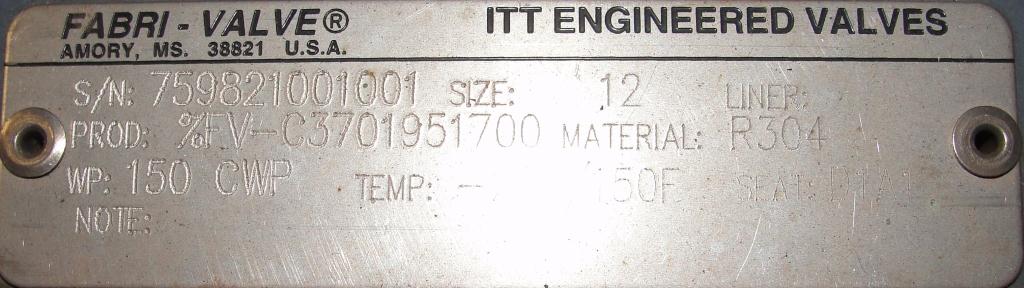 FABRI-VALVE® ITT ENGINEERED VALVES
AMORY, MS. 38821 U.S.A.
S/N: 759821001001 SIZE: 12 LINER:
PROD: %FV-C3701951700 MATERIAL: R304
WP: 150 CWP TEMP: - 150F SEAT:
NOTE: